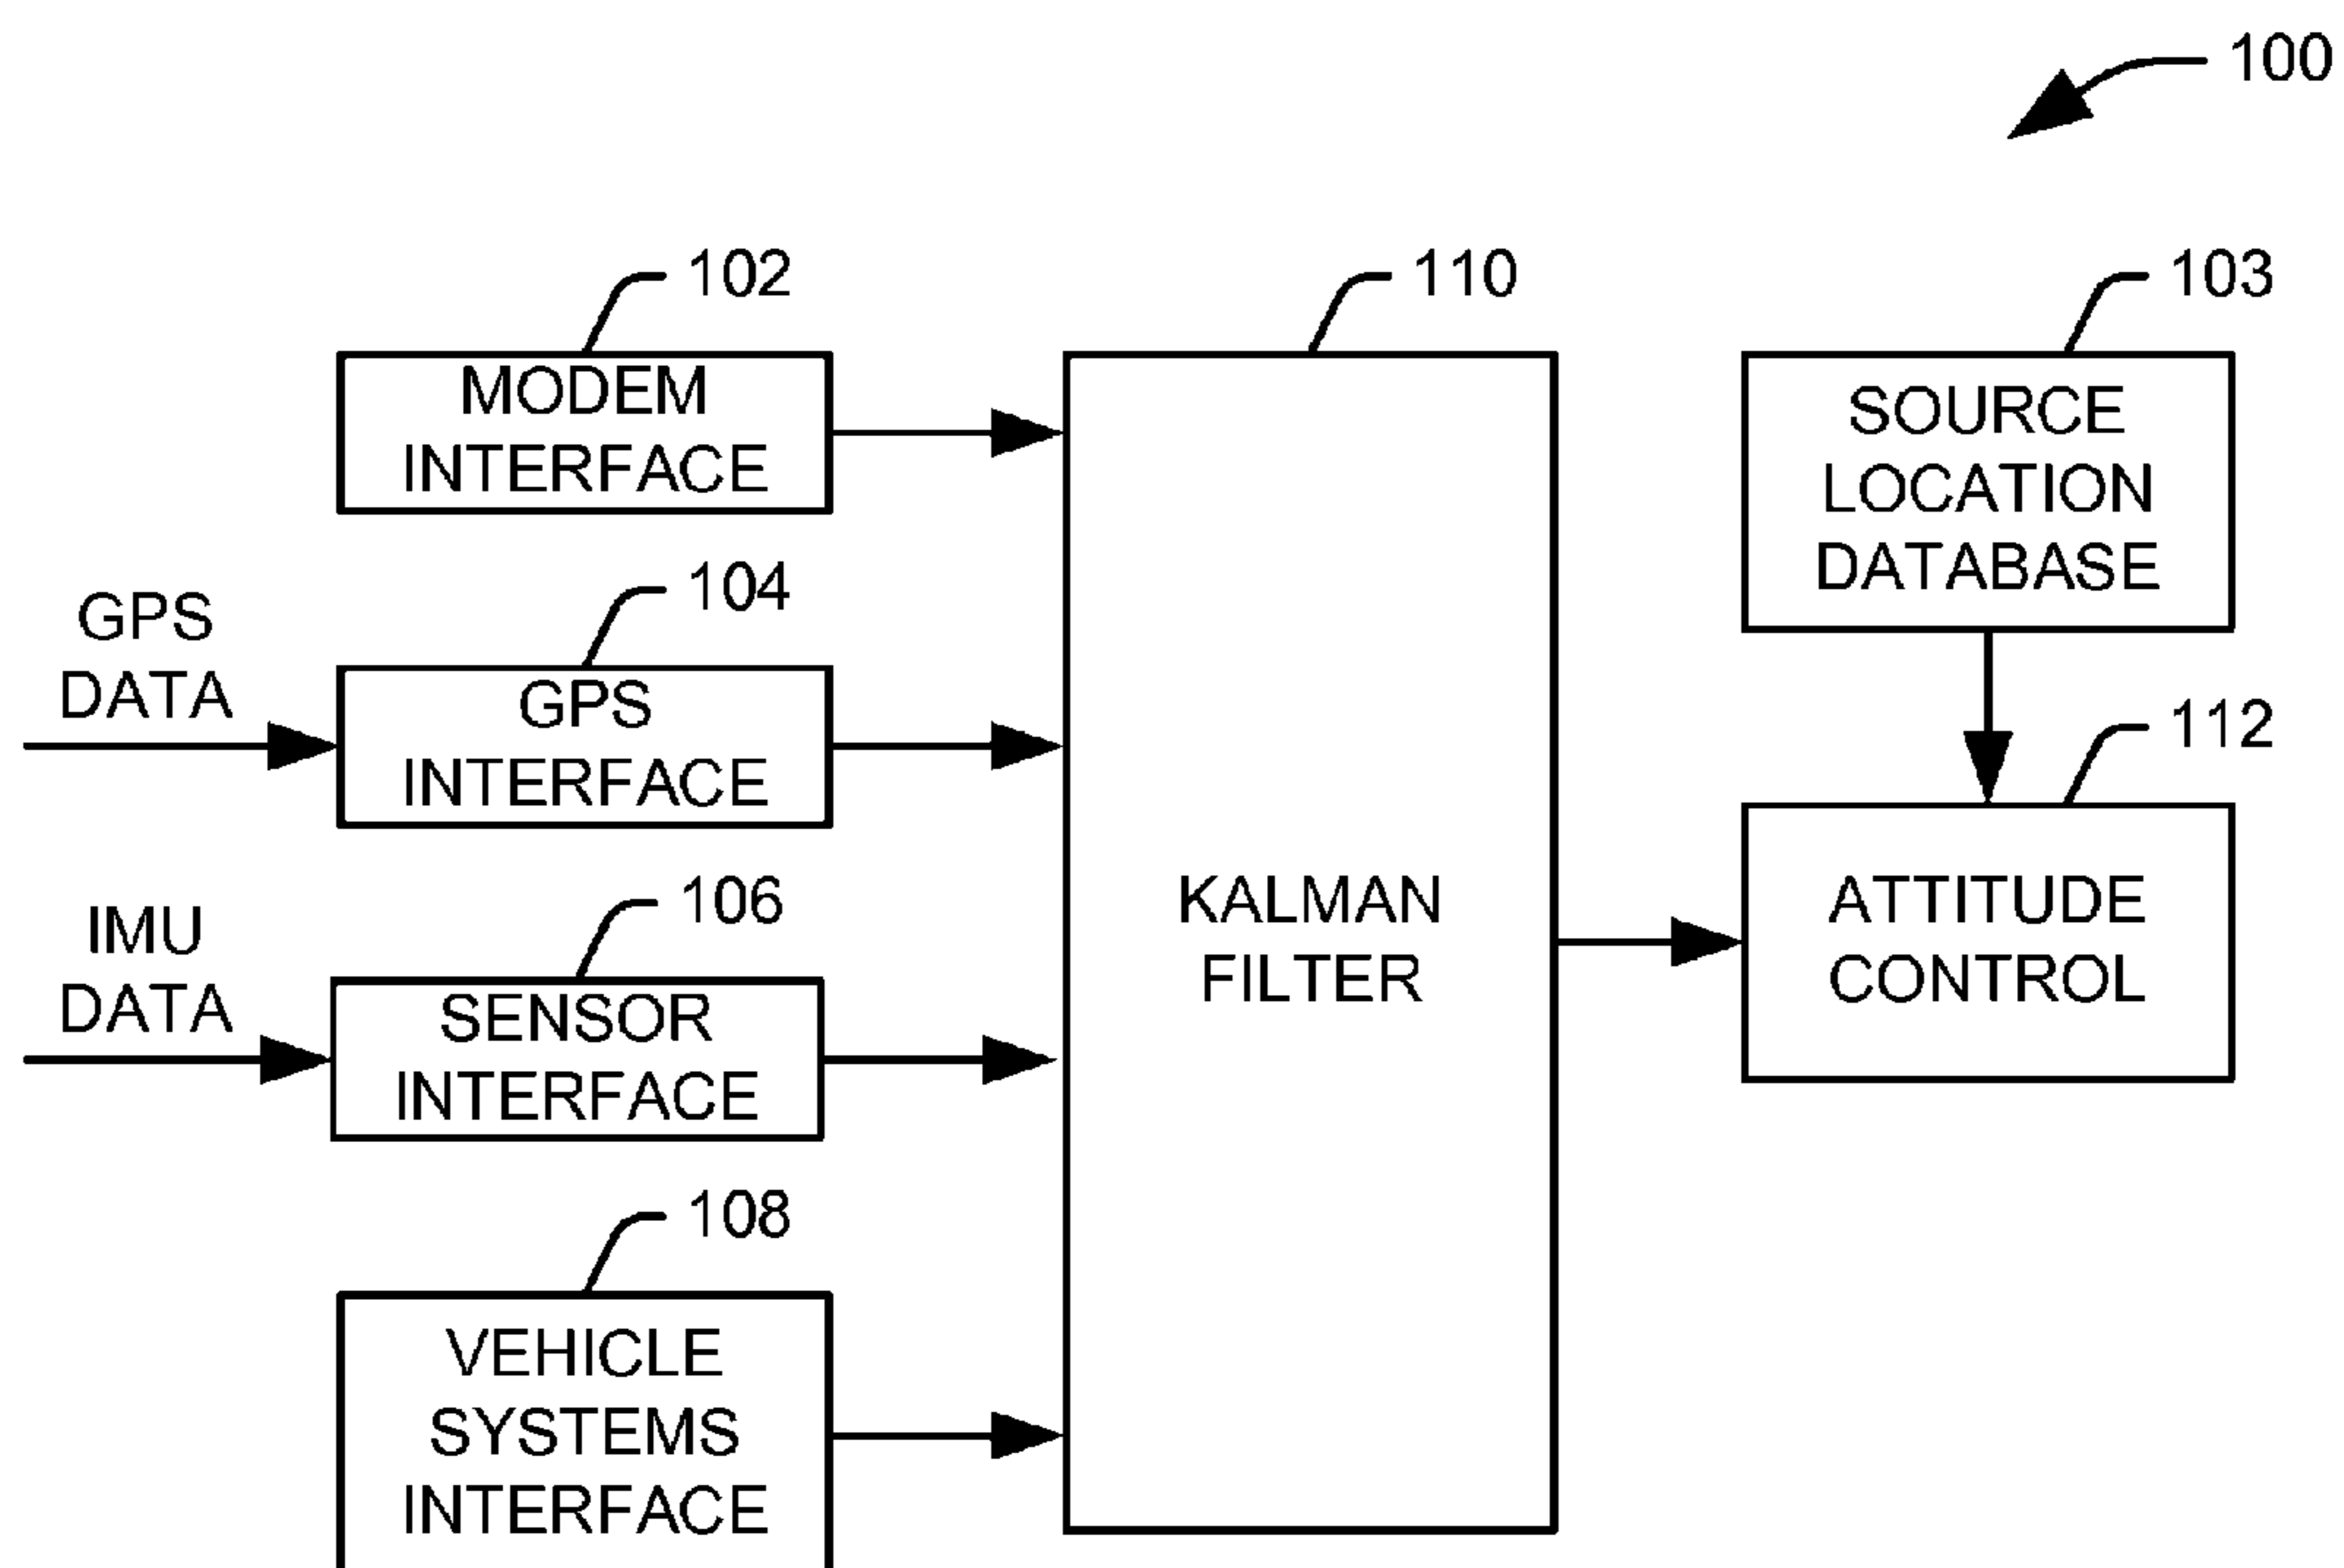 100
102
110
103
MODEM
INTERFACE
SOURCE
LOCATION
DATABASE
GPS
DATA
104
GPS
INTERFACE
112
IMU
DATA
106
SENSOR
INTERFACE
KALMAN
FILTER
ATTITUDE
CONTROL
108
VEHICLE
SYSTEMS
INTERFACE